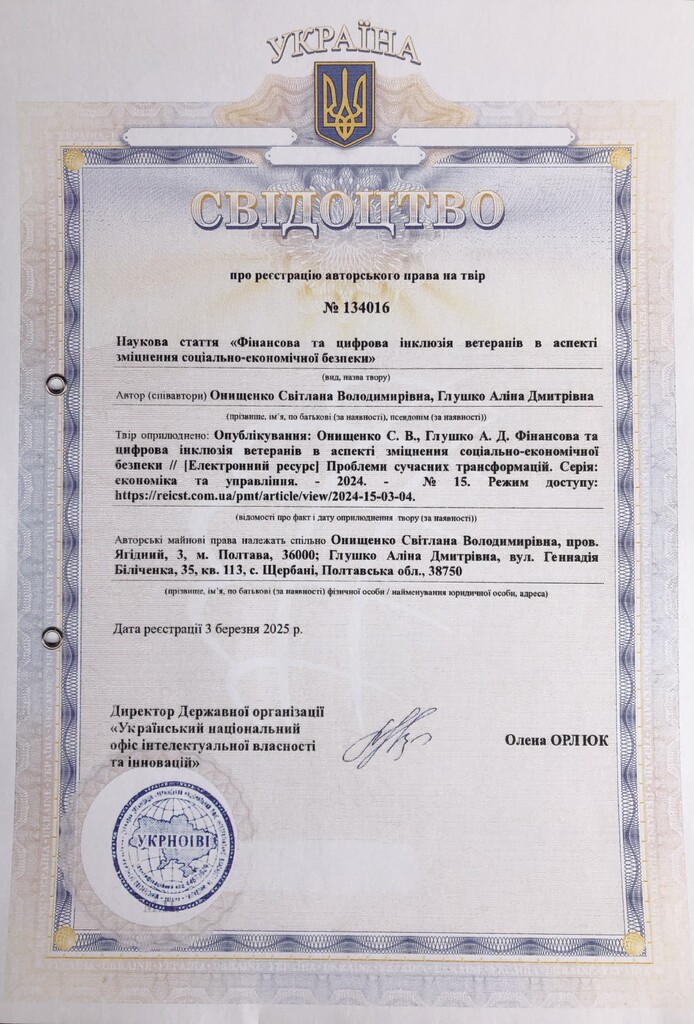 УКРАЇНА
СВІДОЦТВО
про реєстрацію авторського права на твір
№ 134016
Наукова стаття «Фінансова та цифрова інклюзія ветеранів в аспекті
зміцнення соціально-економічної безпеки»
(вид, назва твору)
Автор (співавтори) Онищенко Світлана Володимирівна, Глушко Аліна Дмитрівна
(прізвище, ім’я, по батькові (за наявності), псевдонім (за наявності))
Твір оприлюднено: Опублікування: Онищенко С. В., Глушко А. Д. Фінансова та
цифрова інклюзія ветеранів в аспекті зміцнення соціально-економічної
безпеки // [Електронний ресурс] Проблеми сучасних трансформацій. Серія:
економіка та управління. - 2024. - № 15. Режим доступу:
https://reicst.com.ua/pmt/article/view/2024-15-03-04.
(відомості про факт і дату оприлюднення твору (за наявності))
Авторські майнові права належать спільно Онищенко Світлана Володимирівна, пров.
Ягідний, 3, м. Полтава, 36000; Глушко Аліна Дмитрівна, вул. Геннадія
Біліченка, 35, кв. 113, с. Щербані, Полтавська обл., 38750
(прізвище, ім’я, по батькові (за наявності) фізичної особи / найменування юридичної особи, адреса)
Дата реєстрації 3 березня 2025 р.
Директор Державної організації
«Український національний
офіс інтелектуальної власності
та інновацій»
Олена ОРЛЮК
УКРНОІВІ